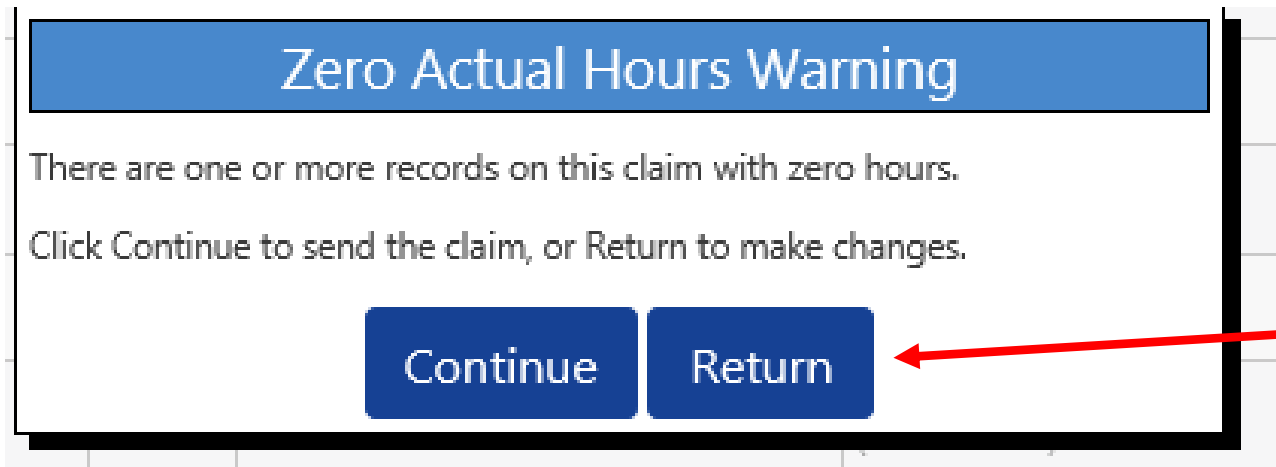 Zero Actual Hours Warning
There are one or more records on this claim with zero hours.
Click Continue to send the claim, or Return to make changes.
Continue Return